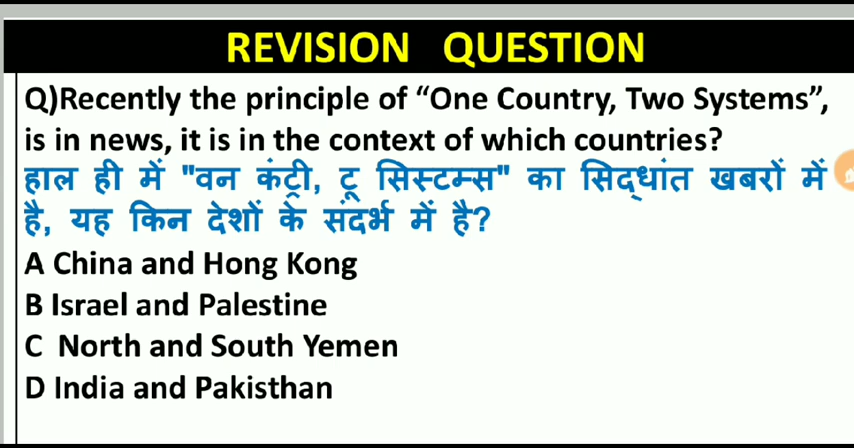 REVISION QUESTION
Q)Recently the principle of “One Country, Two Systems”,
is in news, it is in the context of which countries?
हाल ही में "वन कंट्री, टू सिस्टम्स" का सिद्धांत खबरों में
है, यह किन देशों के संदर्भ में है?
A China and Hong Kong
B Israel and Palestine
C North and South Yemen
D India and Pakisthan